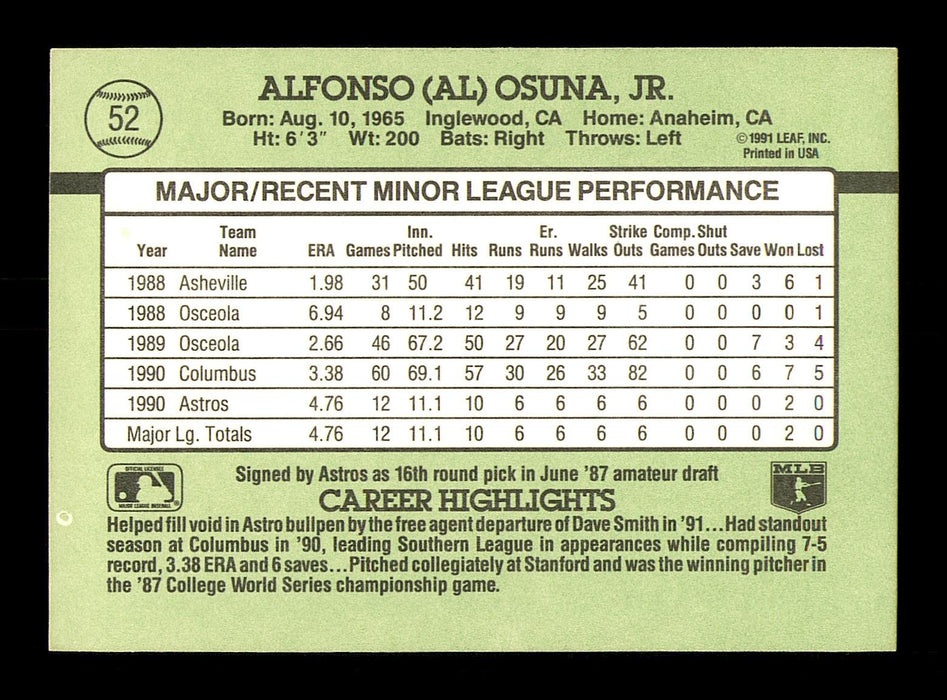 52
ALFONSO (AL) OSUNA, JR.
Born: Aug. 10, 1965 Inglewood, CA Home: Anaheim, CA
Ht: 6'3" Wt: 200 Bats: Right Throws: Left
©1991 LEAF, INC.
Printed in USA
MAJOR/RECENT MINOR LEAGUE PERFORMANCE
Team Inn. Er. Strike Comp. Shut
Year Name ERA Games Pitched Hits Runs Runs Walks Outs Games Outs Save Won Lost
1988 Asheville 1.98 31 50 41 19 11 25 41 0 0 3 6 1
1988 Osceola 6.94 8 11.2 12 9 9 9 5 0 0 0 0 1
1989 Osceola 2.66 46 67.2 50 27 20 27 62 0 0 7 3 4
1990 Columbus 3.38 60 69.1 57 30 26 33 82 0 0 6 7 5
1990 Astros 4.76 12 11.1 10 6 6 6 6 0 0 0 2 0
Major Lg. Totals 4.76 12 11.1 10 6 6 6 6 0 0 0 2 0
OFFICIAL LICENSEE
MAJOR LEAGUE BASEBALL
MLB
Signed by Astros as 16th round pick in June '87 amateur draft
CAREER HIGHLIGHTS
Helped fill void in Astro bullpen by the free agent departure of Dave Smith in '91...Had standout
season at Columbus in '90, leading Southern League in appearances while compiling 7-5
record, 3.38 ERA and 6 saves...Pitched collegiately at Stanford and was the winning pitcher in
the '87 College World Series championship game.